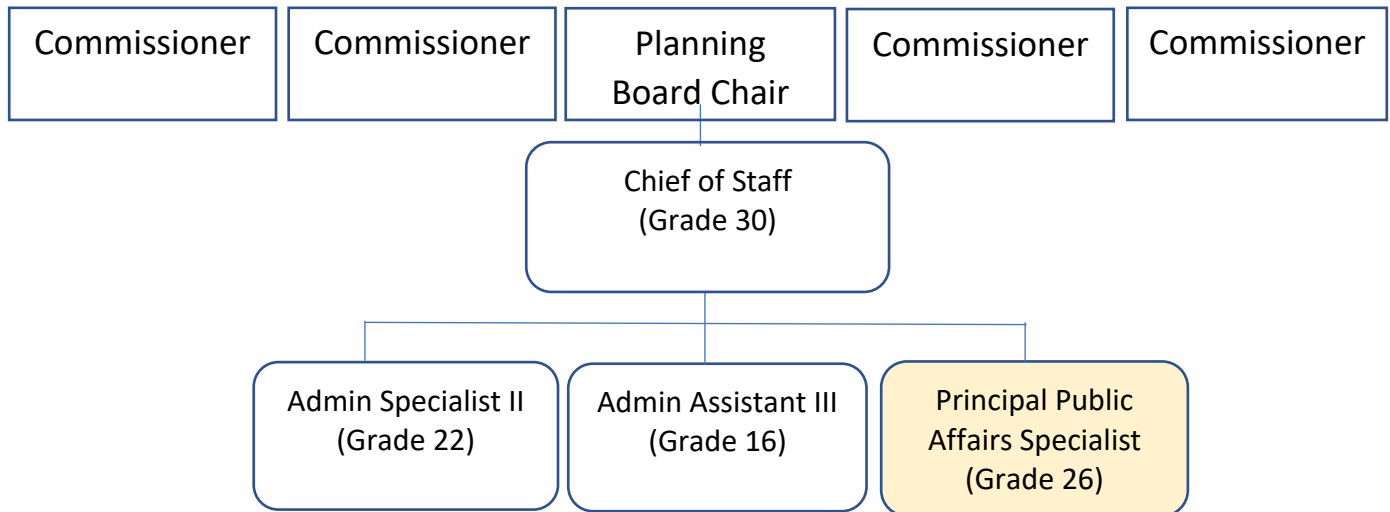 Commissioner
Commissioner
Planning
Board Chair
Commissioner
Commissioner
Chief of Staff
(Grade 30)
Admin Specialist II
(Grade 22)
Admin Assistant III
(Grade 16)
Principal Public
Affairs Specialist
(Grade 26)